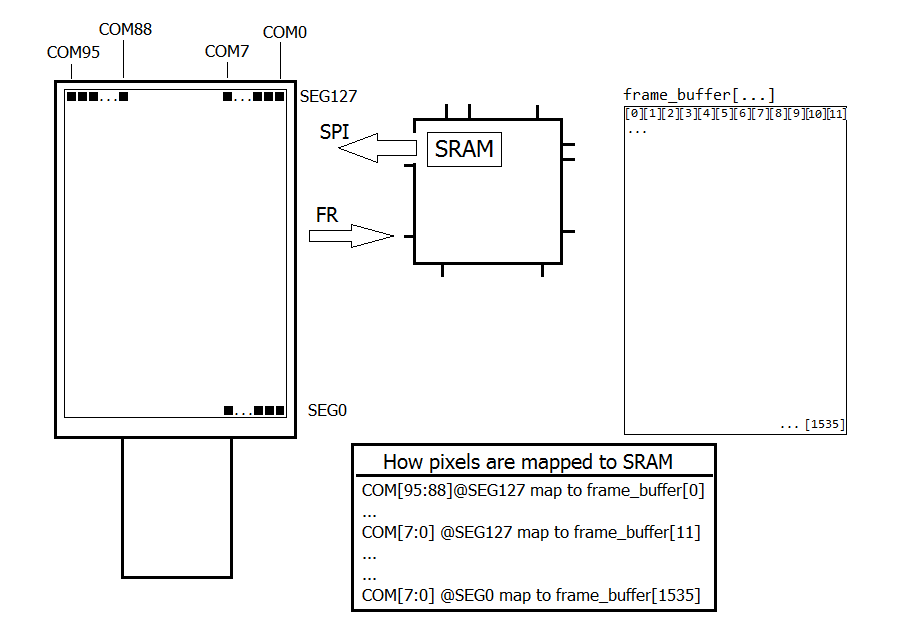 COM88
COM0
COM95
COM7
SEG127
SPI
SRAM
FR
SEG0
frame_buffer[...]
[0][1][2][3][4][5][6][7][8][9][10][11]
...
... [1535]
How pixels are mapped to SRAM
COM[95:88]@SEG127 map to frame_buffer[0]
...
COM[7:0] @SEG127 map to frame_buffer[11]
...
...
COM[7:0] @SEG0 map to frame_buffer[1535]